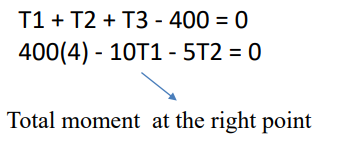 T1 + T2 + T3 - 400 = 0
400(4) - 10T1 - 5T2 = 0
Total moment at the right point